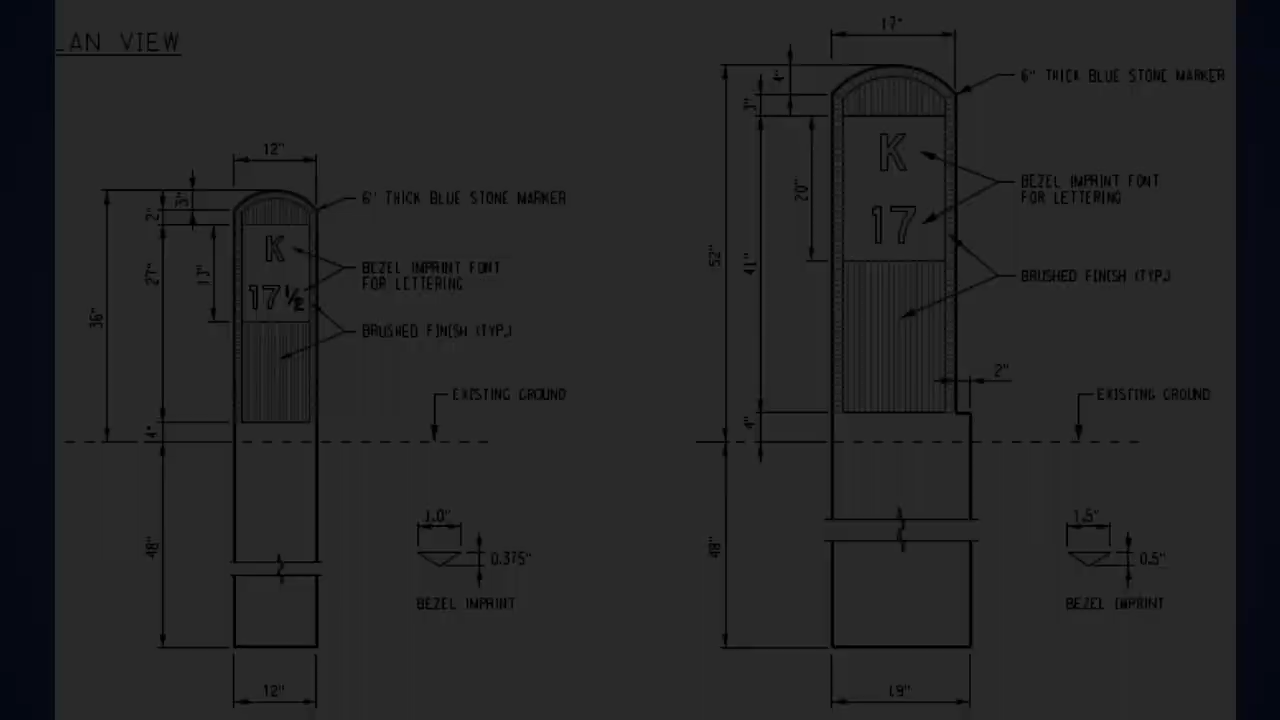 LAN VIEW
12"
3"
2"
6" THICK BLUE STONE MARKER
K
17½
BEZEL IMPRINT FONT
FOR LETTERING
13"
27"
36"
BRUSHED FINISH (TYP.)
EXISTING GROUND
4"
48"
1.0"
0.375"
BEZEL IMPRINT
12"
17"
4"
3"
6" THICK BLUE STONE MARKER
K
17
BEZEL IMPRINT FONT
FOR LETTERING
20"
52"
41"
BRUSHED FINISH (TYP.)
2"
EXISTING GROUND
4"
48"
1.5"
0.5"
BEZEL IMPRINT
19"